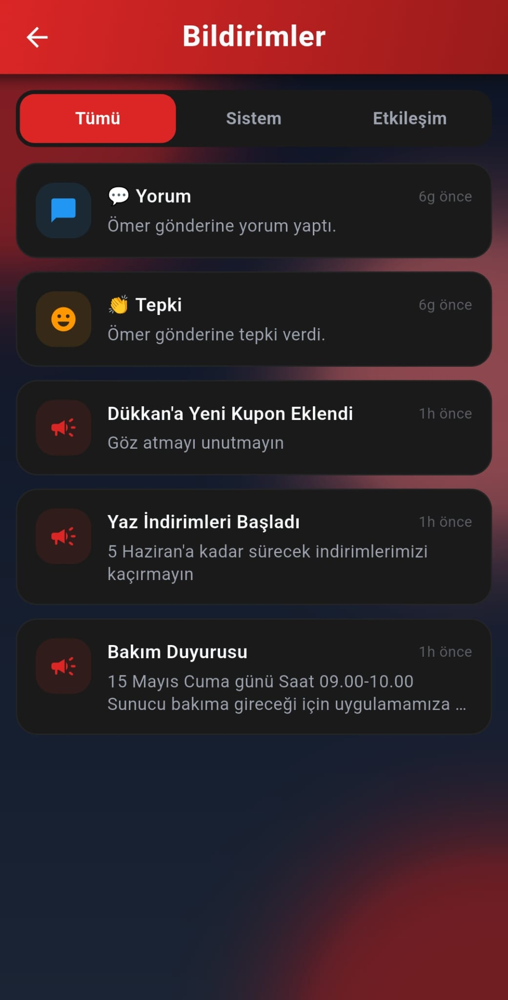 Bildirimler
Tümü
Sistem
Etkileşim
💬 Yorum
6g önce
Ömer gönderine yorum yaptı.
👏 Tepki
6g önce
Ömer gönderine tepki verdi.
Dükkan'a Yeni Kupon Eklendi
1h önce
Göz atmayı unutmayın
Yaz İndirimleri Başladı
1h önce
5 Haziran'a kadar sürecek indirimlerimizi
kaçırmayın
Bakım Duyurusu
1h önce
15 Mayıs Cuma günü Saat 09.00-10.00
Sunucu bakıma gireceği için uygulamamıza ...